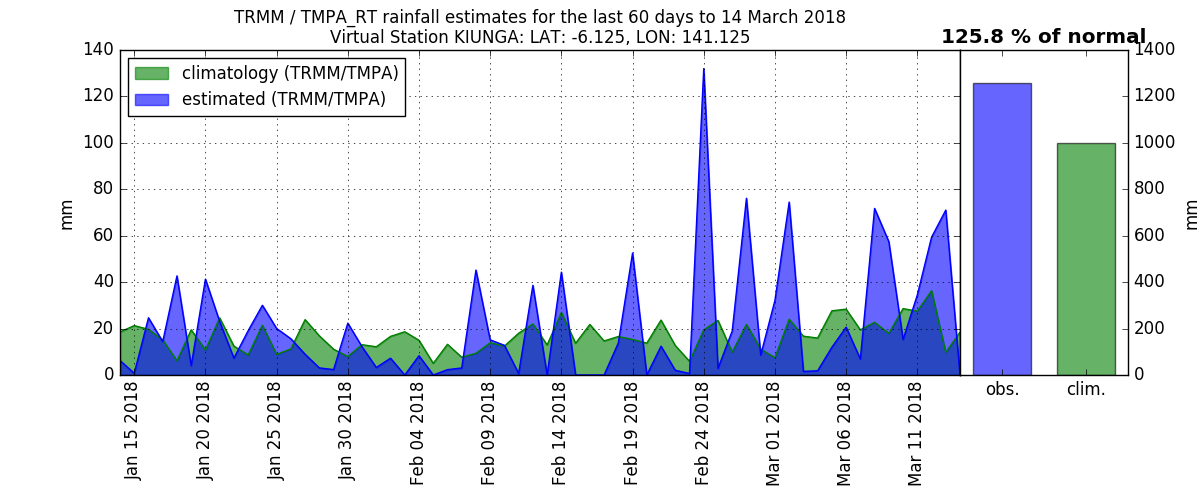 TRMM / TMPA_RT rainfall estimates for the last 60 days to 14 March 2018
Virtual Station KIUNGA: LAT: -6.125, LON: 141.125
125.8 % of normal
climatology (TRMM/TMPA)
estimated (TRMM/TMPA)
mm
140
120
100
80
60
40
20
0
Jan 15 2018
Jan 20 2018
Jan 25 2018
Jan 30 2018
Feb 04 2018
Feb 09 2018
Feb 14 2018
Feb 19 2018
Feb 24 2018
Mar 01 2018
Mar 06 2018
Mar 11 2018
obs.
clim.
1400
1200
1000
800
600
400
200
0
mm